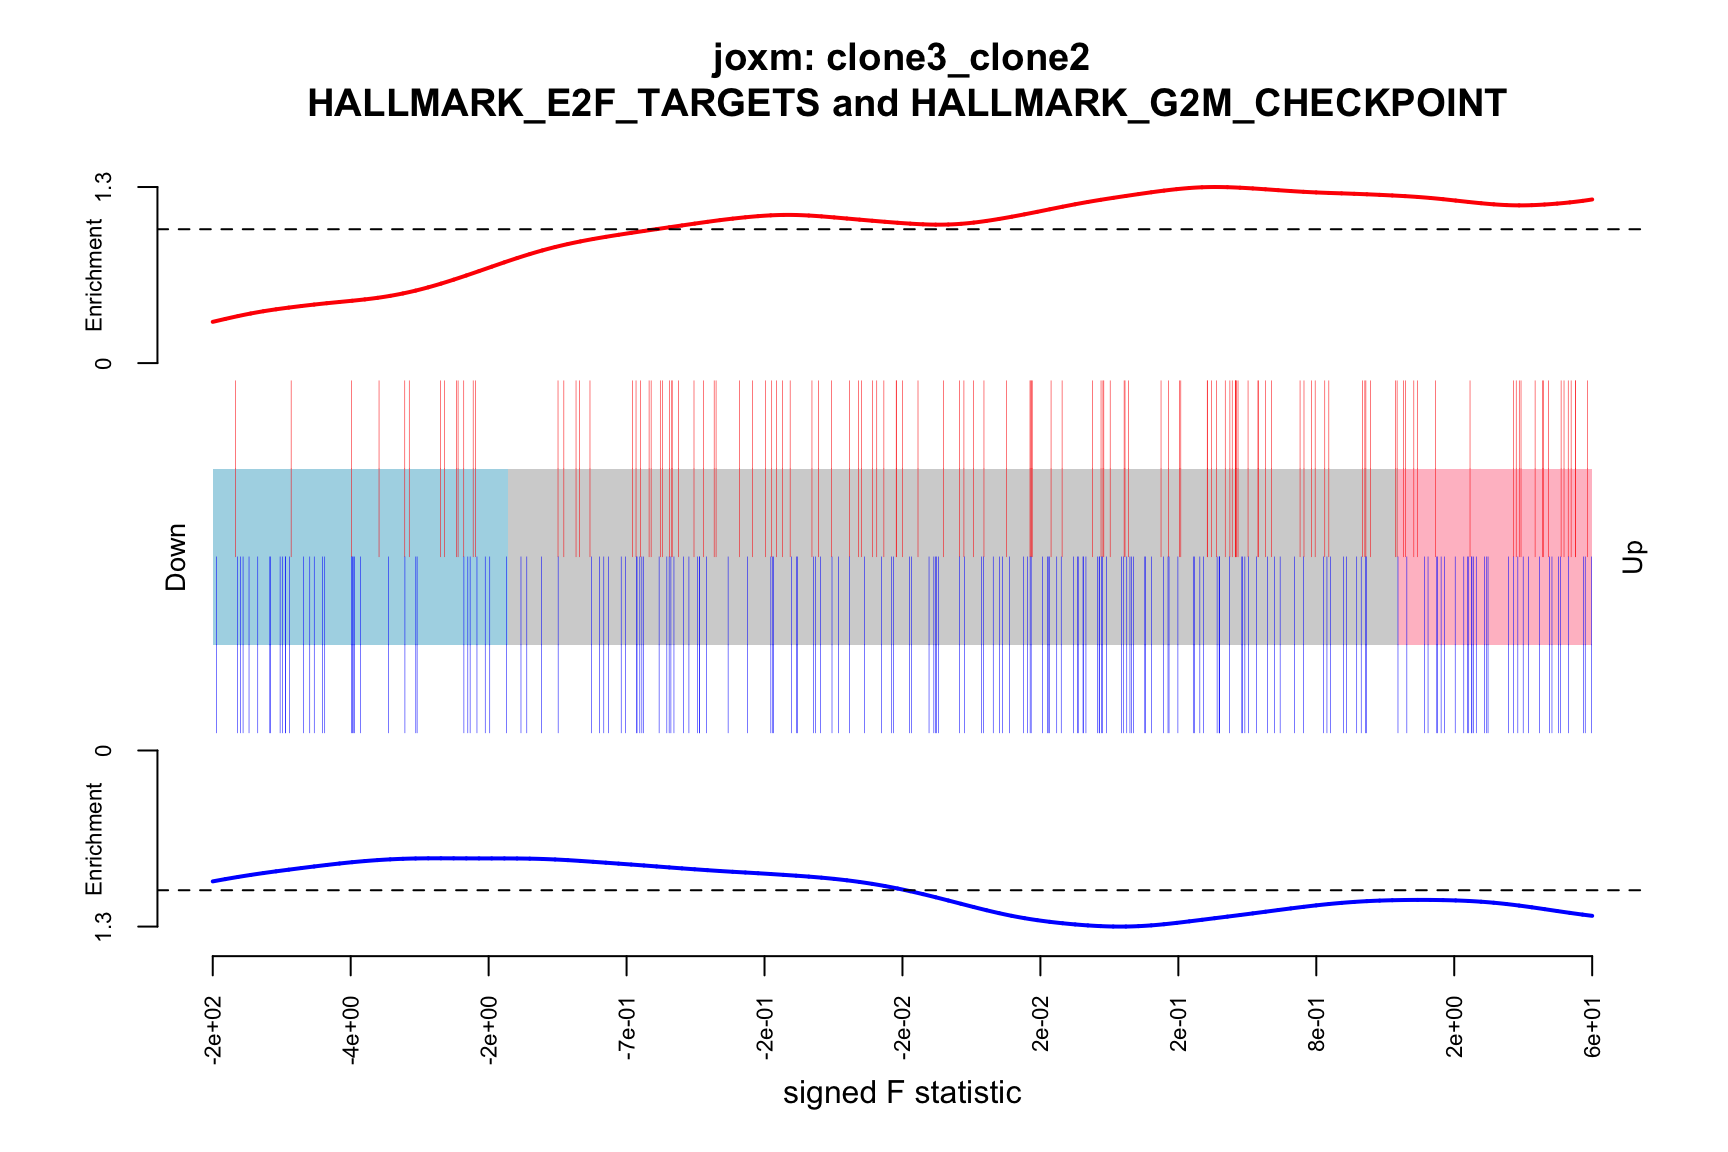 joxm: clone3_clone2
HALLMARK_E2F_TARGETS and HALLMARK_G2M_CHECKPOINT
1.3
Enrichment
0
Down
Up
0
Enrichment
1.3
-2e+02
-4e+00
-2e+00
-7e-01
-2e-01
-2e-02
2e-02
2e-01
8e-01
2e+00
6e+01
signed F statistic